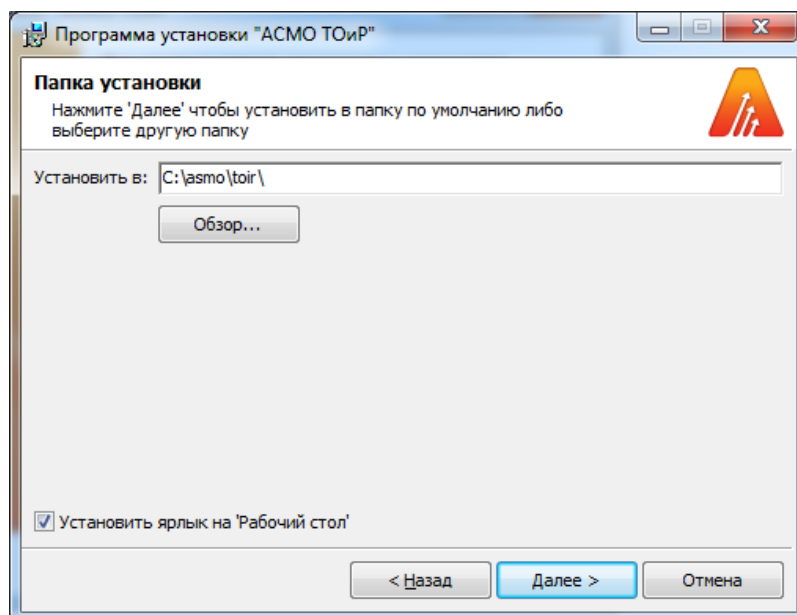 Программа установки "АСМО ТОиР"
Папка установки
Нажмите 'Далее' чтобы установить в папку по умолчанию либо
выберите другую папку
Установить в: C:\asmo\toir\
Обзор...
Установить ярлык на 'Рабочий стол'
< Назад Далее > Отмена